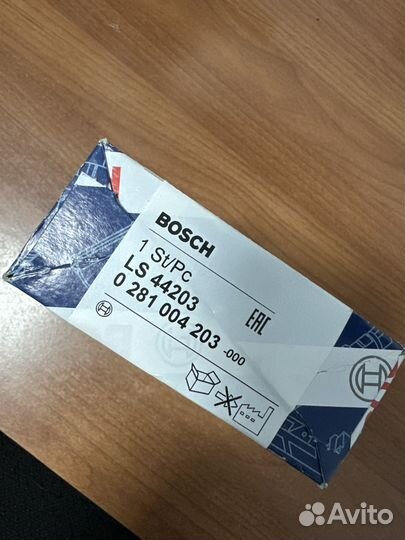 BOSCH
1 St/Pc
LS 44203
0 281 004 203 -000
EAC
Avito